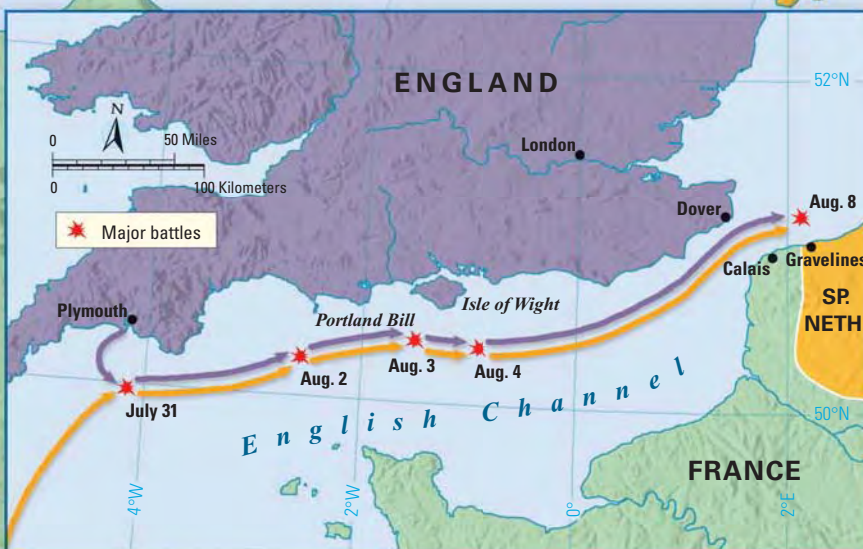 ENGLAND
52°N
N
0 50 Miles
0 100 Kilometers
London
Major battles
Dover
Aug. 8
Calais
Gravelines
SP.
NETH
Plymouth
Isle of Wight
Portland Bill
Aug. 2
Aug. 3
Aug. 4
July 31
English Channel
50°N
FRANCE
4°W
2°W
0°
2°E